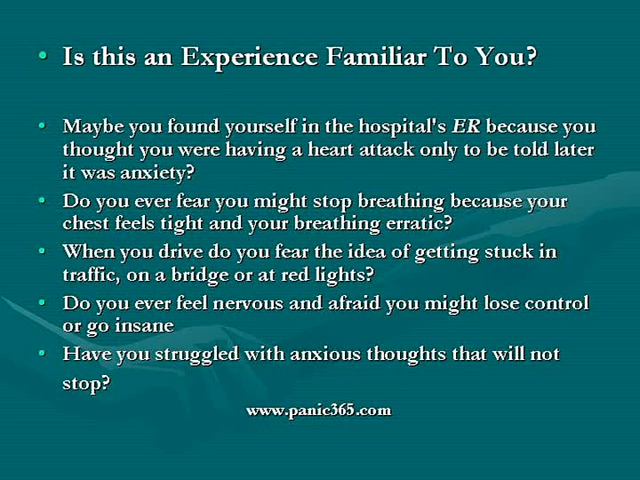 • Is this an Experience Familiar To You?
• Maybe you found yourself in the hospital's ER because you
thought you were having a heart attack only to be told later
it was anxiety?
• Do you ever fear you might stop breathing because your
chest feels tight and your breathing erratic?
• When you drive do you fear the idea of getting stuck in
traffic, on a bridge or at red lights?
• Do you ever feel nervous and afraid you might lose control
or go insane
• Have you struggled with anxious thoughts that will not
stop?
www.panic365.com